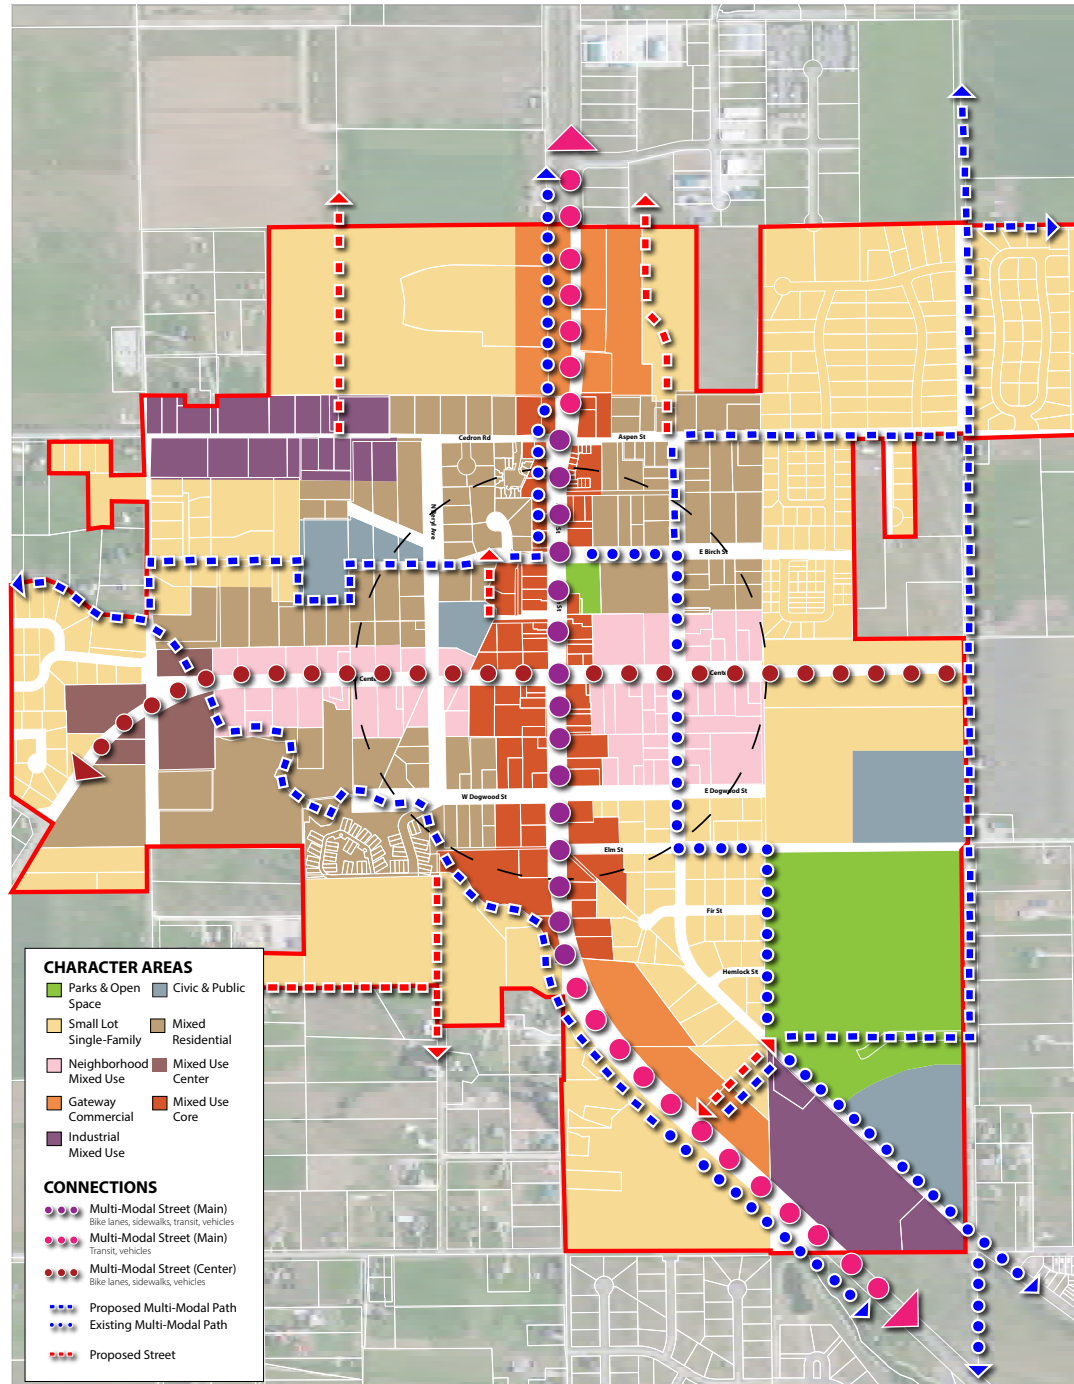 Cedron Rd
Aspen St
St
E Birch St
St
Cente
Cente
W Dogwood St
E Dogwood St
Elm St
Fir St
Hemlock St
CHARACTER AREAS
Parks & Open
Space
Civic & Public
Small Lot
Single-Family
Mixed
Residential
Neighborhood
Mixed Use
Mixed Use
Center
Gateway
Commercial
Mixed Use
Core
Industrial
Mixed Use
CONNECTIONS
Multi-Modal Street (Main)
Bike lanes, sidewalks, transit, vehicles
Multi-Modal Street (Main)
Transit, vehicles
Multi-Modal Street (Center)
Bike lanes, sidewalks, vehicles
Proposed Multi-Modal Path
Existing Multi-Modal Path
Proposed Street